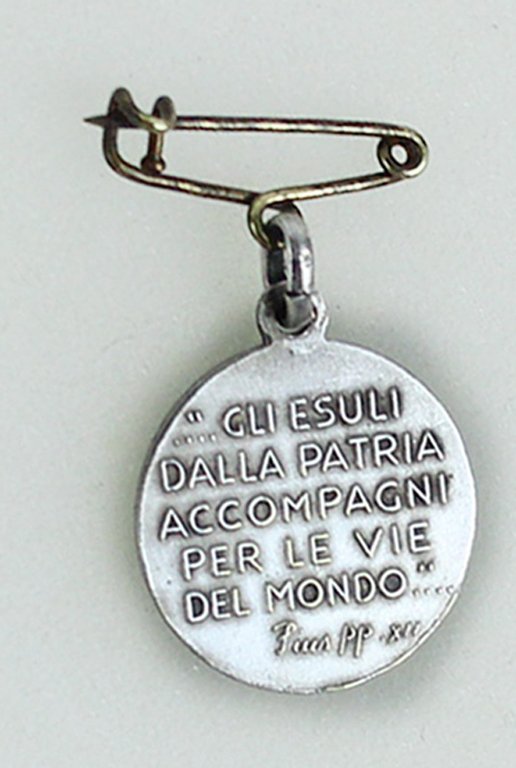 ....“GLI ESULI
DALLA PATRIA
ACCOMPAGNI
PER LE VIE
DEL MONDO”....
Pius pp. XII